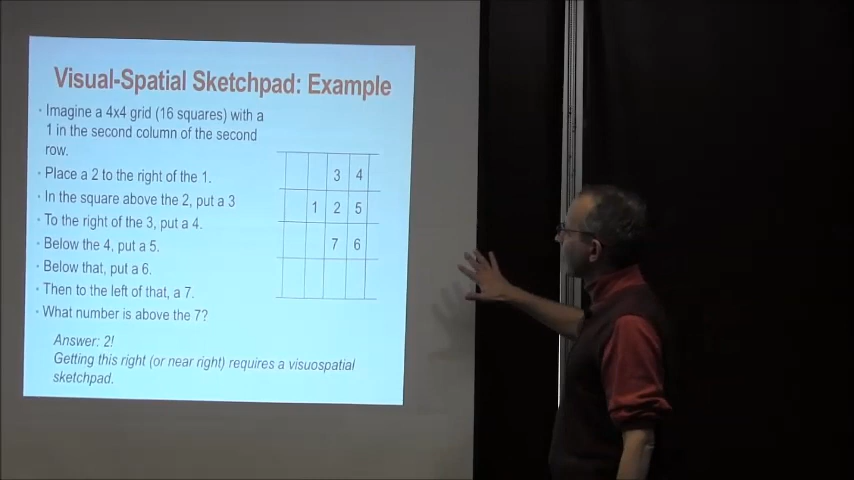 Visual-Spatial Sketchpad: Example
• Imagine a 4x4 grid (16 squares) with a
1 in the second column of the second
row.
• Place a 2 to the right of the 1.
• In the square above the 2, put a 3
• To the right of the 3, put a 4.
• Below the 4, put a 5.
• Below that, put a 6.
• Then to the left of that, a 7.
• What number is above the 7?
Answer: 2!
Getting this right (or near right) requires a visuospatial
sketchpad.
3 4
1 2 5
7 6